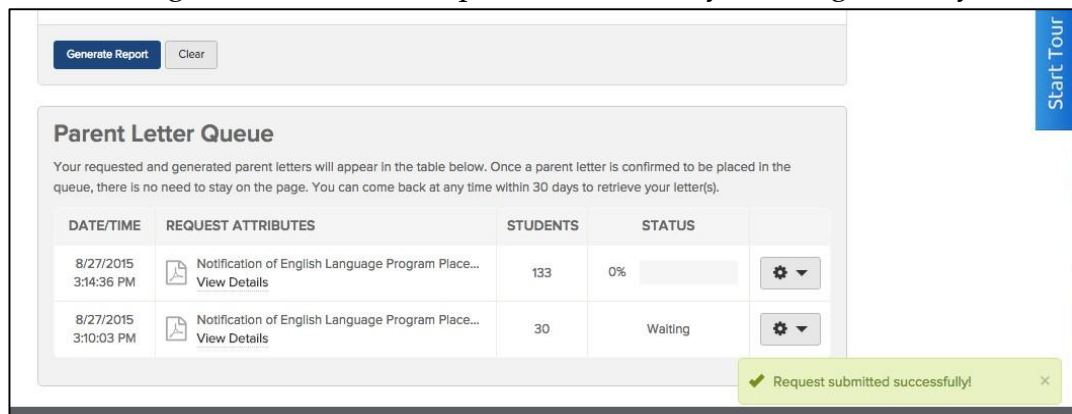 Start Tour
Generate Report Clear
Parent Letter Queue
Your requested and generated parent letters will appear in the table below. Once a parent letter is confirmed to be placed in the
queue, there is no need to stay on the page. You can come back at any time within 30 days to retrieve your letter(s).
DATE/TIME REQUEST ATTRIBUTES STUDENTS STATUS
8/27/2015 3:14:36 PM Notification of English Language Program Place... View Details 133 0%
8/27/2015 3:10:03 PM Notification of English Language Program Place... View Details 30 Waiting
Request submitted successfully!